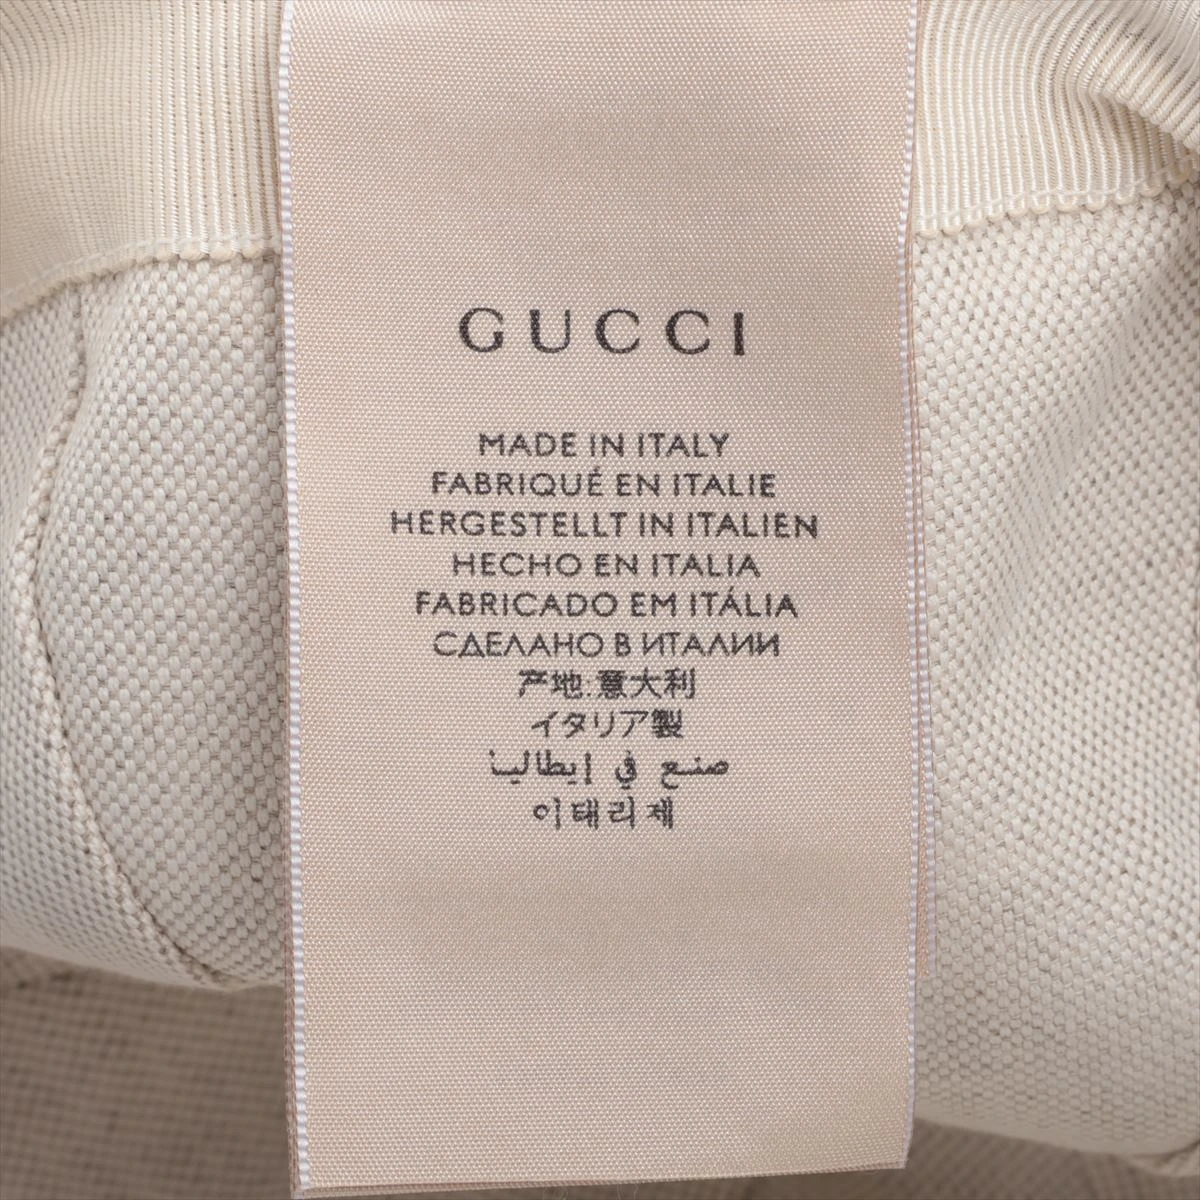 GUCCI
MADE IN ITALY
FABRIQUÉ EN ITALIE
HERGESTELLT IN ITALIEN
HECHO EN ITALIA
FABRICADO EM ITÁLIA
СДЕЛАНО В ИТАЛИИ
产地:意大利
イタリア製
صنع في إيطاليا
이태리제